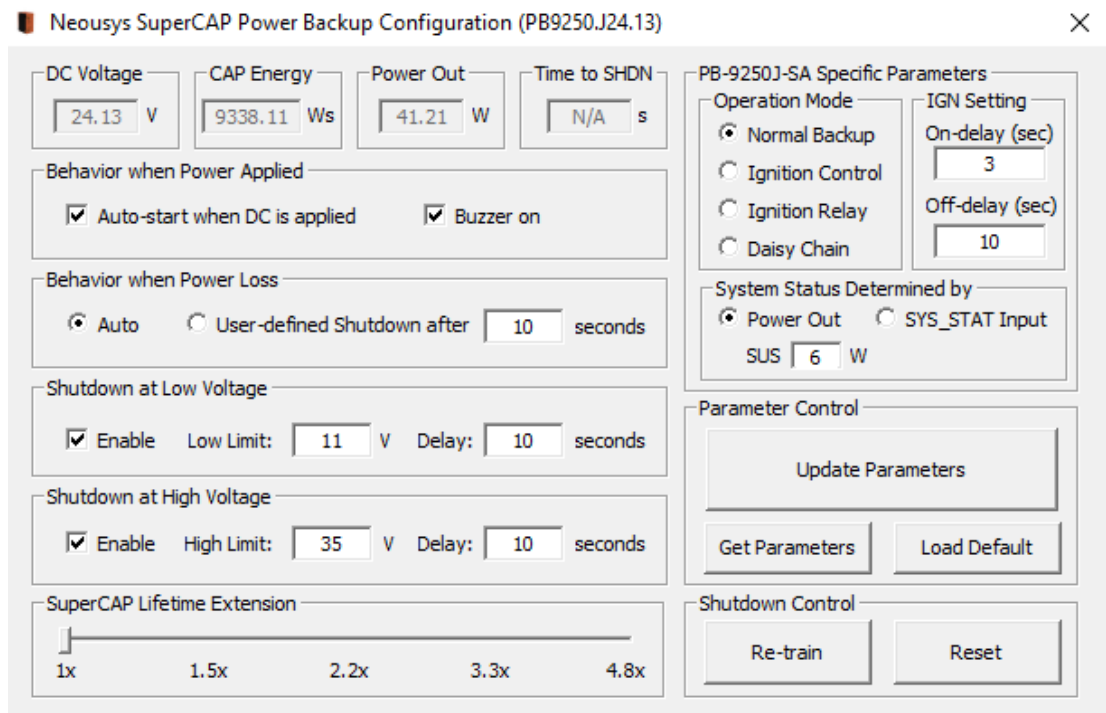 Neousys SuperCAP Power Backup Configuration (PB9250.J24.13)
DC Voltage
24.13 V
CAP Energy
9338.11 Ws
Power Out
41.21 W
Time to SHDN
N/A s
Behavior when Power Applied
Auto-start when DC is applied
Buzzer on
Behavior when Power Loss
Auto
User-defined Shutdown after 10 seconds
Shutdown at Low Voltage
Enable Low Limit: 11 V Delay: 10 seconds
Shutdown at High Voltage
Enable High Limit: 35 V Delay: 10 seconds
SuperCAP Lifetime Extension
1x 1.5x 2.2x 3.3x 4.8x
PB-9250J-SA Specific Parameters
Operation Mode
Normal Backup
Ignition Control
Ignition Relay
Daisy Chain
IGN Setting
On-delay (sec)
3
Off-delay (sec)
10
System Status Determined by
Power Out
SYS_STAT Input
SUS 6 W
Parameter Control
Update Parameters
Get Parameters
Load Default
Shutdown Control
Re-train
Reset